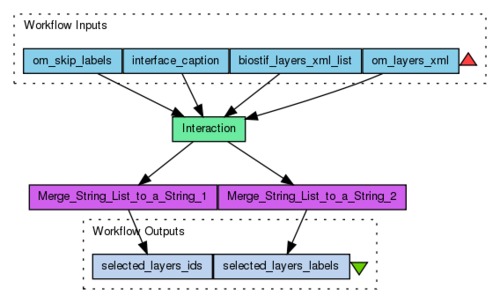 Workflow Inputs
om_skip_labels interface_caption biostif_layers_xml_list om_layers_xml
Interaction
Merge_String_List_to_a_String_1 Merge_String_List_to_a_String_2
Workflow Outputs
selected_layers_ids selected_layers_labels